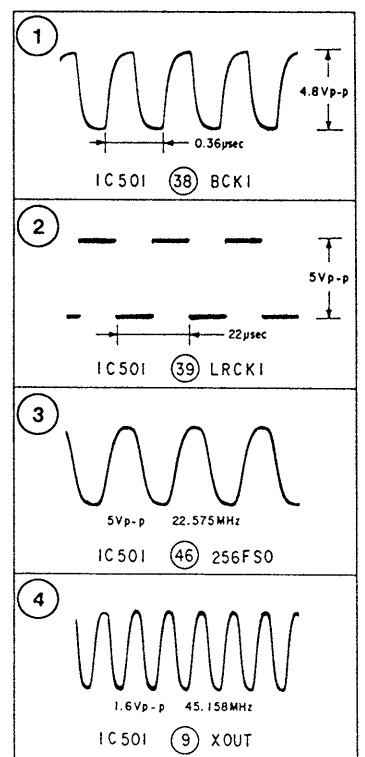 1
4.8Vp-p
0.36µsec
IC501 38 BCKI
2
5Vp-p
22µsec
IC501 39 LRCKI
3
5Vp-p 22.575MHz
IC501 46 256FSO
4
1.6Vp-p 45.158MHz
IC501 9 XOUT